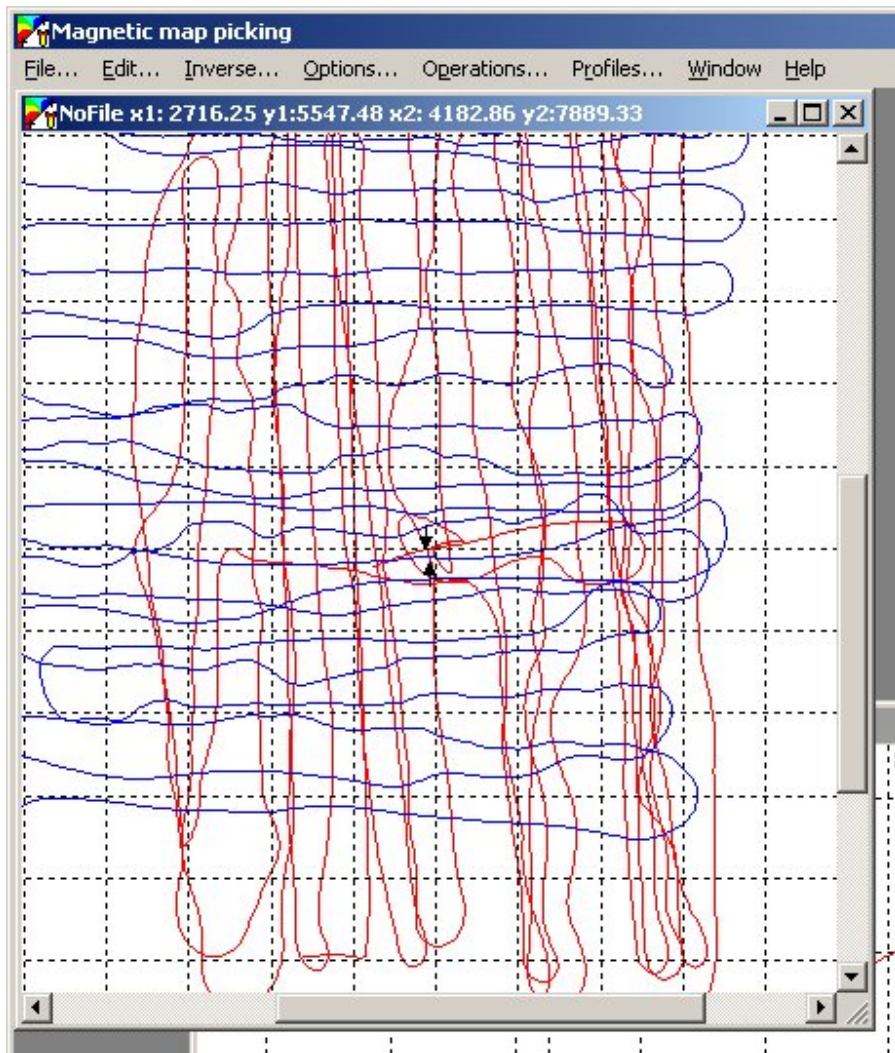 Magnetic map picking
File... Edit... Inverse... Options... Operations... Profiles... Window Help
NoFile x1: 2716.25 y1:5547.48 x2: 4182.86 y2:7889.33